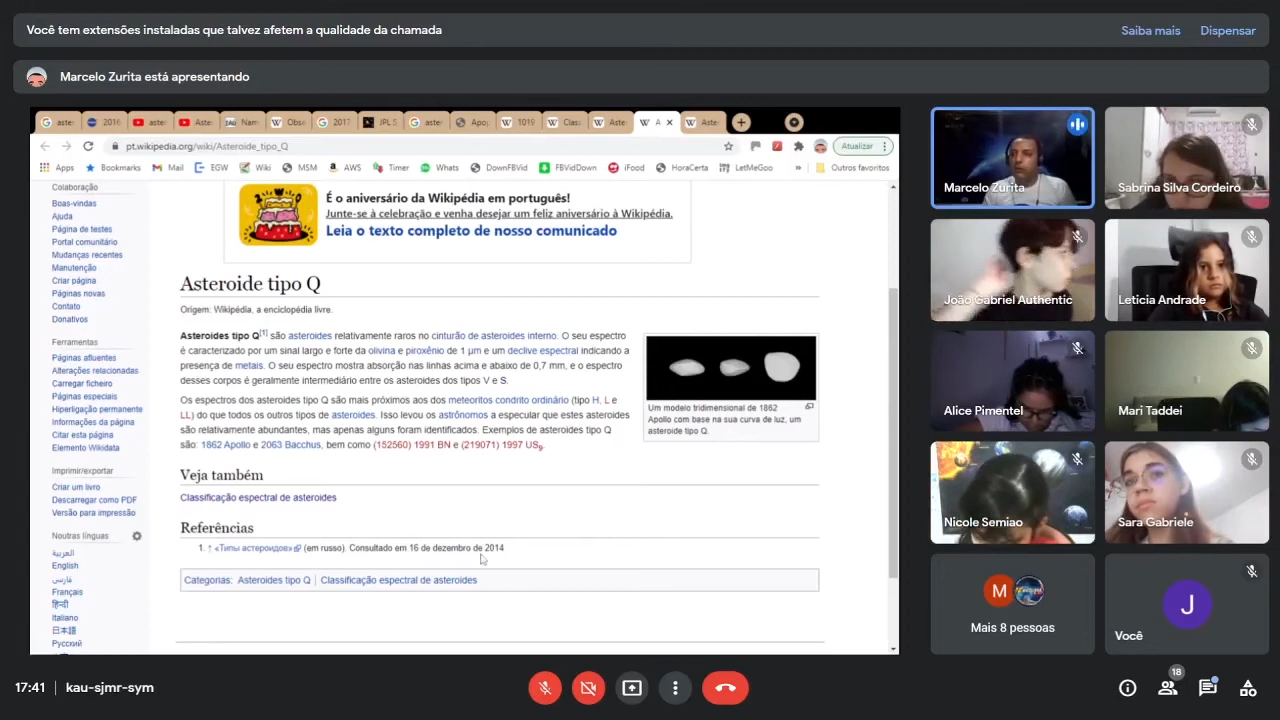 Você tem extensões instaladas que talvez afetem a qualidade da chamada
Saiba mais
Dispensar
Marcelo Zurita está apresentando
aste
2016
aste
Aste
Nam
Obse
2017
JPL S
aste
Apop
1019
Class
Aste
A
Aste
pt.wikipedia.org/wiki/Asteroide_tipo_Q
Atualizar
Apps
Bookmarks
Mail
EGW
Wiki
MSM
AWS
Timer
Whats
DownFBVid
FBVidDown
iFood
HoraCerta
LetMeGoo
»
Outros favoritos
Colaboração
Boas-vindas
Ajuda
Página de testes
Portal comunitário
Mudanças recentes
Manutenção
Criar página
Páginas novas
Contato
Donativos
Ferramentas
Páginas afluentes
Alterações relacionadas
Carregar ficheiro
Páginas especiais
Hiperligação permanente
Informações da página
Citar esta página
Elemento Wikidata
Imprimir/exportar
Criar um livro
Descarregar como PDF
Versão para impressão
Noutras línguas
العربية
English
فارسی
Français
हिन्दी
Italiano
日本語
Русский
É o aniversário da Wikipédia em português!
Junte-se à celebração e venha desejar um feliz aniversário à Wikipédia.
Leia o texto completo de nosso comunicado
Asteroide tipo Q
Origem: Wikipédia, a enciclopédia livre.
Asteroides tipo Q[1] são asteroides relativamente raros no cinturão de asteroides interno. O seu espectro
é caracterizado por um sinal largo e forte da olivina e piroxênio de 1 μm e um declive espectral indicando a
presença de metais. O seu espectro mostra absorção nas linhas acima e abaixo de 0,7 mm, e o espectro
desses corpos é geralmente intermediário entre os asteroides dos tipos V e S.
Os espectros dos asteroides tipo Q são mais próximos aos dos meteoritos condrito ordinário (tipo H, L e
LL) do que todos os outros tipos de asteroides. Isso levou os astrônomos a especular que estes asteroides
são relativamente abundantes, mas apenas alguns foram identificados. Exemplos de asteroides tipo Q
são: 1862 Apollo e 2063 Bacchus, bem como (152560) 1991 BN e (219071) 1997 US9.
Um modelo tridimensional de 1862
Apollo com base na sua curva de luz, um
asteroide tipo Q.
Veja também
Classificação espectral de asteroides
Referências
1. ↑ «Типы астероидов» (em russo). Consultado em 16 de dezembro de 2014
Categorias: Asteroides tipo Q | Classificação espectral de asteroides
Marcelo Zurita
Sabrina Silva Cordeiro
João Gabriel Authentic
Leticia Andrade
Alice Pimentel
Mari Taddei
Nicole Semiao
Sara Gabriele
M
Mais 8 pessoas
J
Você
17:41 | kau-sjmr-sym
18